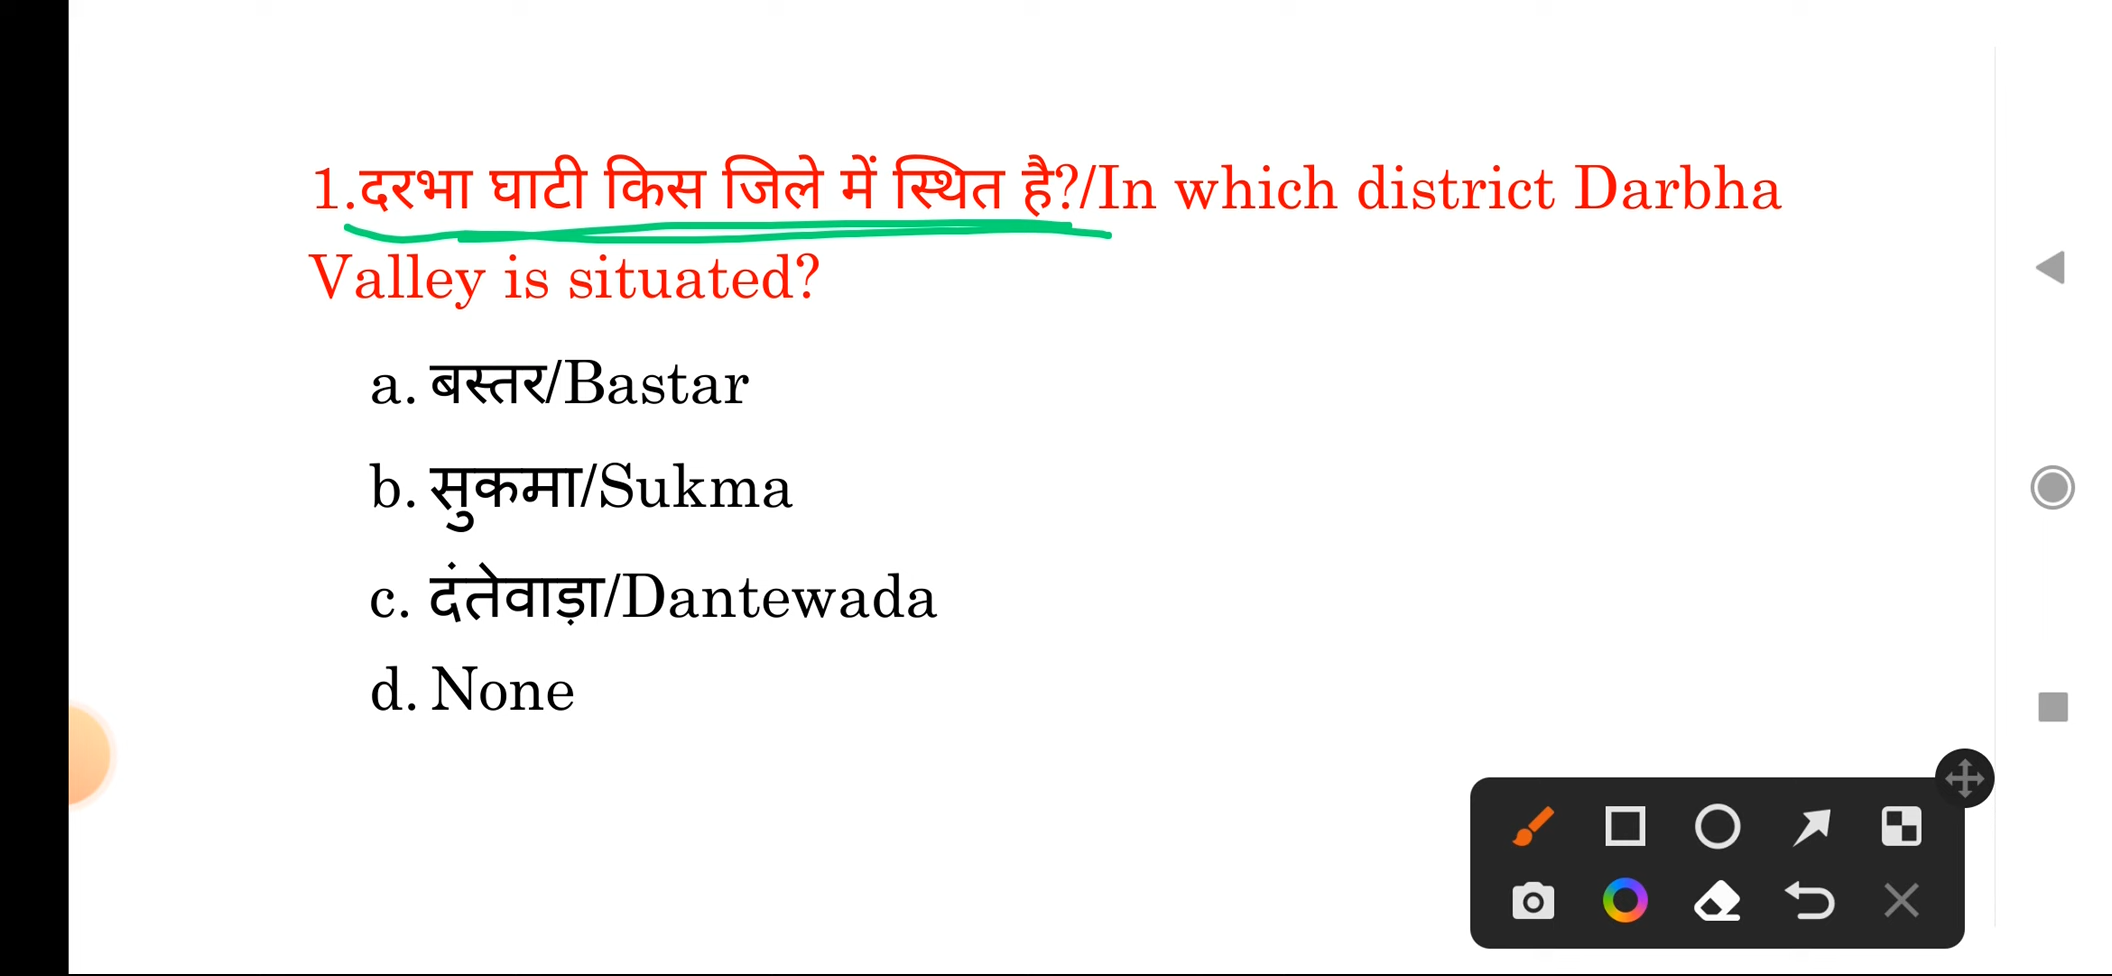 1.दरभा घाटी किस जिले में स्थित है?/In which district Darbha
Valley is situated?
a. बस्तर/Bastar
b. सुकमा/Sukma
c. दंतेवाड़ा/Dantewada
d. None